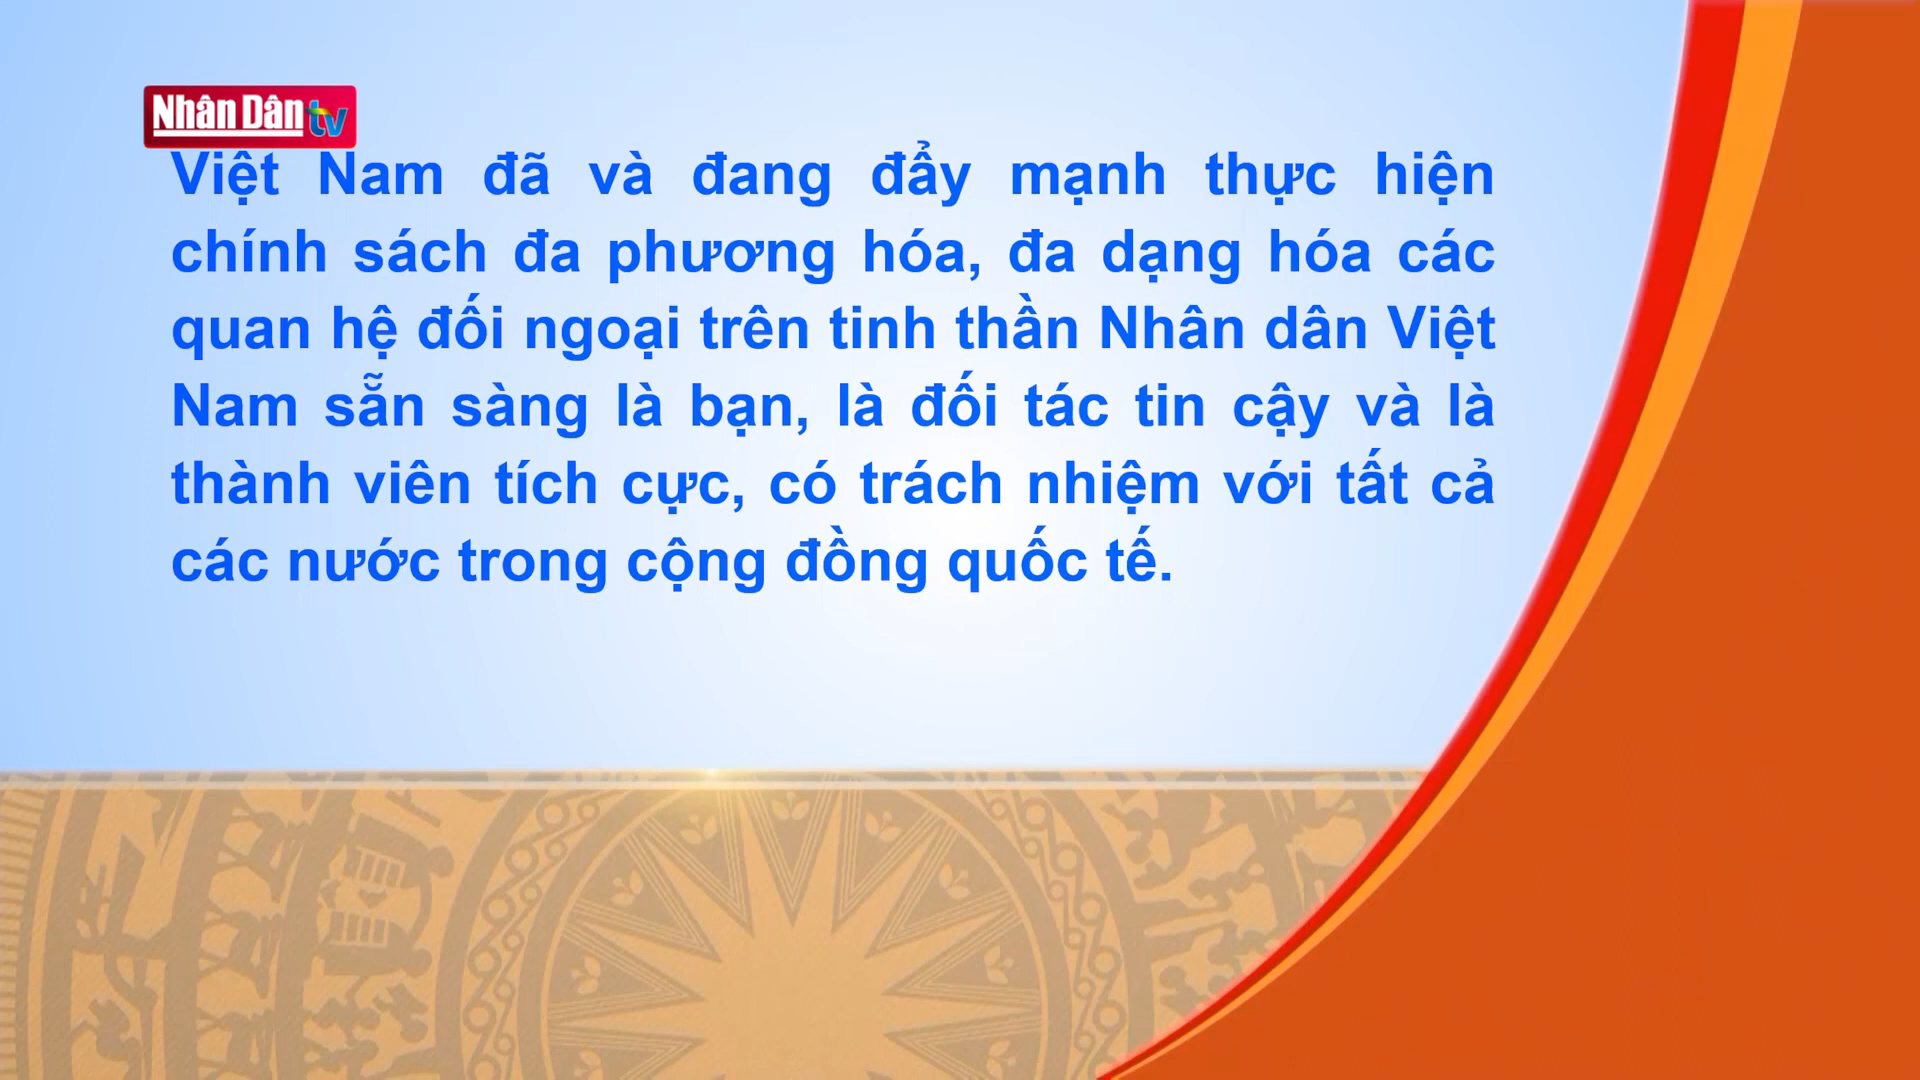 Nhân Dân tv
Việt Nam đã và đang đẩy mạnh thực hiện
chính sách đa phương hóa, đa dạng hóa các
quan hệ đối ngoại trên tinh thần Nhân dân Việt
Nam sẵn sàng là bạn, là đối tác tin cậy và là
thành viên tích cực, có trách nhiệm với tất cả
các nước trong cộng đồng quốc tế.